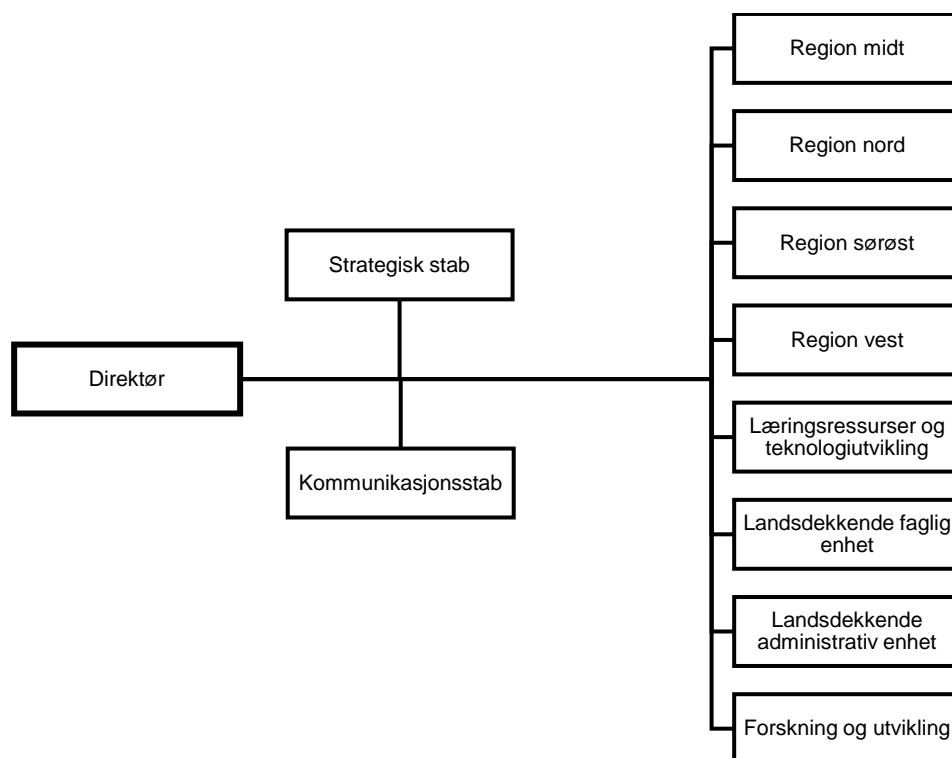 Direktør
Strategisk stab
Kommunikasjonsstab
Region midt
Region nord
Region sørøst
Region vest
Læringsressurser og
teknologiutvikling
Landsdekkende faglig
enhet
Landsdekkende
administrativ enhet
Forskning og utvikling